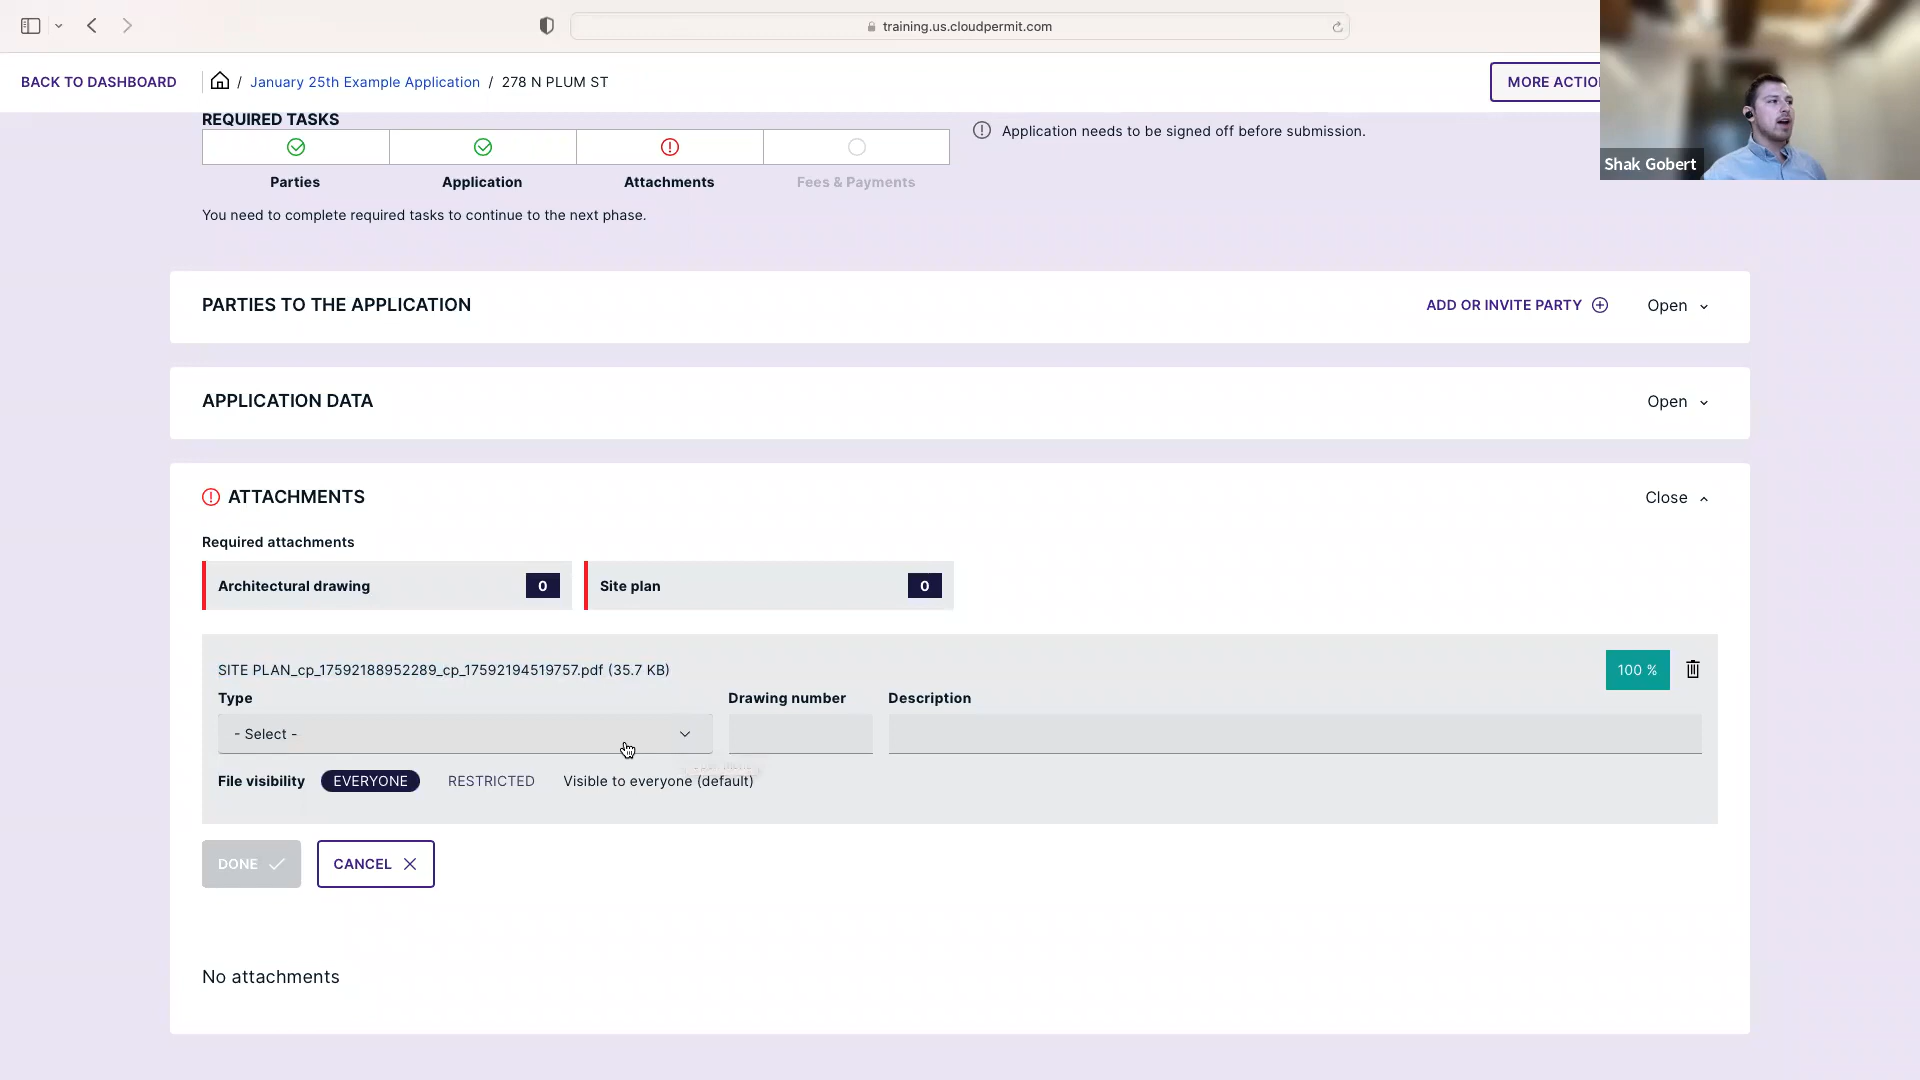 training.us.cloudpermit.com
BACK TO DASHBOARD / January 25th Example Application / 278 N PLUM ST
MORE ACTIO
Shak Gobert
REQUIRED TASKS
Application needs to be signed off before submission.
Parties Application Attachments Fees & Payments
You need to complete required tasks to continue to the next phase.
PARTIES TO THE APPLICATION
ADD OR INVITE PARTY
Open
APPLICATION DATA
Open
ATTACHMENTS
Close
Required attachments
Architectural drawing 0
Site plan 0
SITE PLAN_cp_17592188952289_cp_17592194519757.pdf (35.7 KB)
100 %
Type Drawing number Description
- Select -
File visibility EVERYONE RESTRICTED Visible to everyone (default)
DONE
CANCEL
No attachments